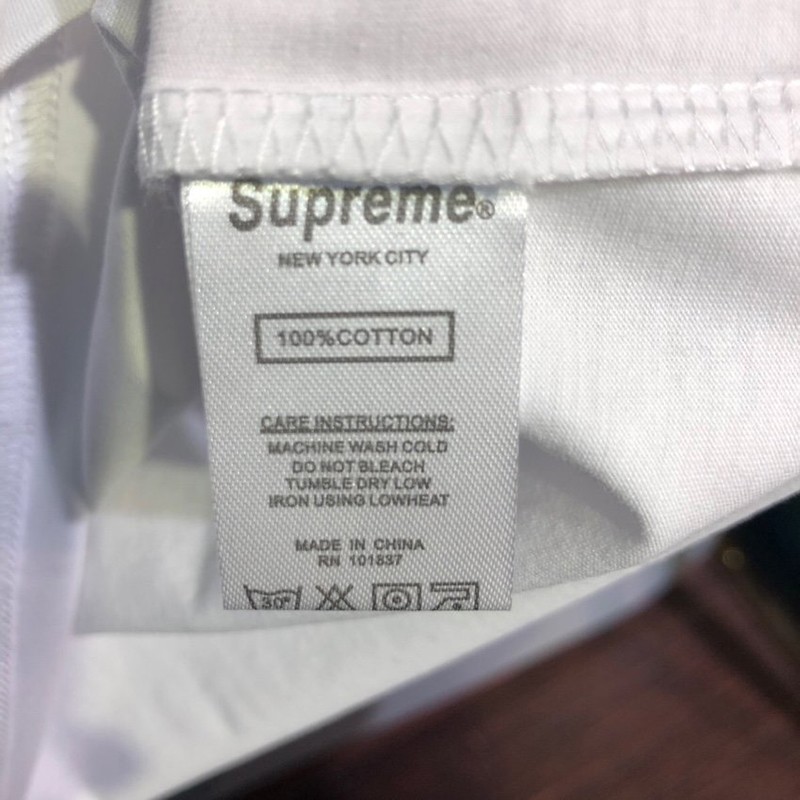 Supreme®
NEW YORK CITY
100%COTTON
CARE INSTRUCTIONS:
MACHINE WASH COLD
DO NOT BLEACH
TUMBLE DRY LOW
IRON USING LOWHEAT
MADE IN CHINA
RN 101837
30°